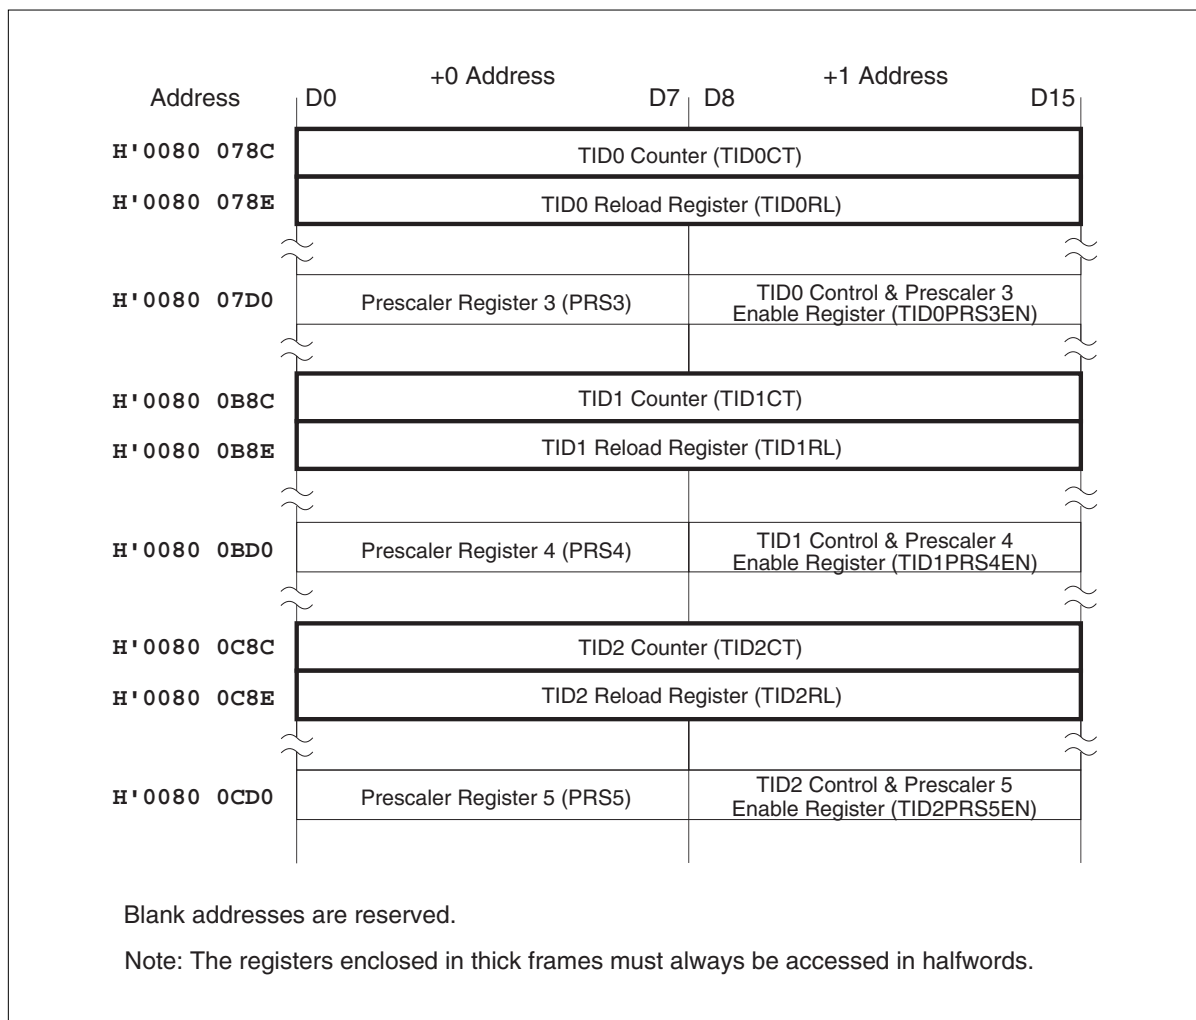 +0 Address +1 Address
Address D0 D7 D8 D15
H'0080 078C TID0 Counter (TID0CT)
H'0080 078E TID0 Reload Register (TID0RL)
H'0080 07D0 Prescaler Register 3 (PRS3) TID0 Control & Prescaler 3
Enable Register (TID0PRS3EN)
H'0080 0B8C TID1 Counter (TID1CT)
H'0080 0B8E TID1 Reload Register (TID1RL)
H'0080 0BD0 Prescaler Register 4 (PRS4) TID1 Control & Prescaler 4
Enable Register (TID1PRS4EN)
H'0080 0C8C TID2 Counter (TID2CT)
H'0080 0C8E TID2 Reload Register (TID2RL)
H'0080 0CD0 Prescaler Register 5 (PRS5) TID2 Control & Prescaler 5
Enable Register (TID2PRS5EN)
Blank addresses are reserved.
Note: The registers enclosed in thick frames must always be accessed in halfwords.